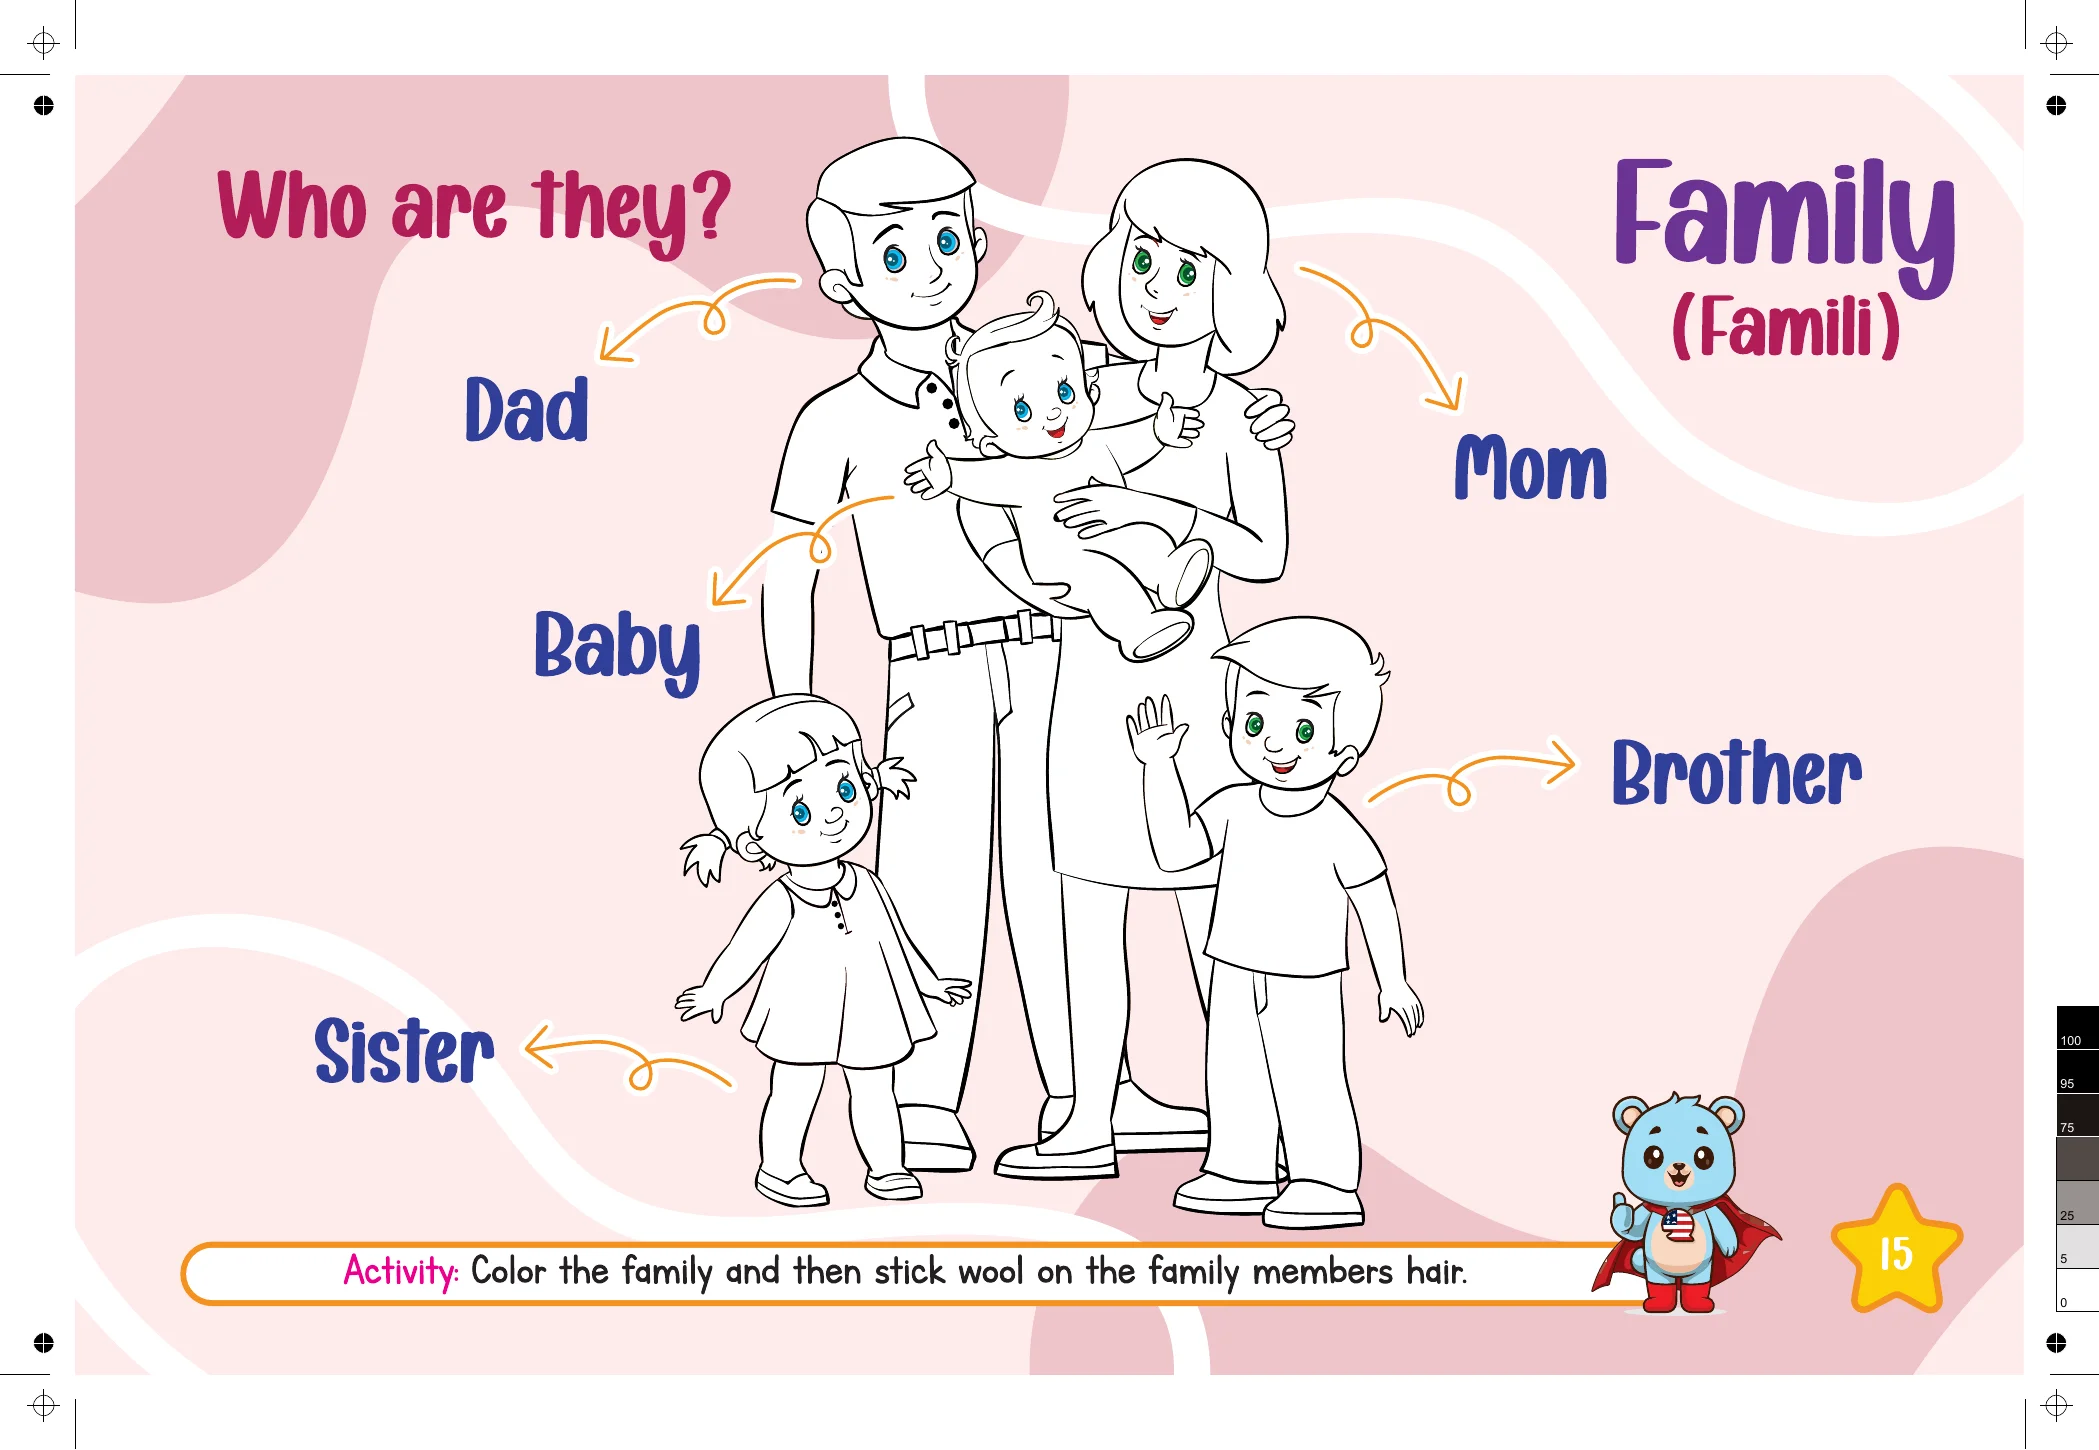 Who are they?
Family
(Famili)
Dad
Mom
Baby
Brother
Sister
Activity: Color the family and then stick wool on the family members hair.
15
100
95
75
25
5
0